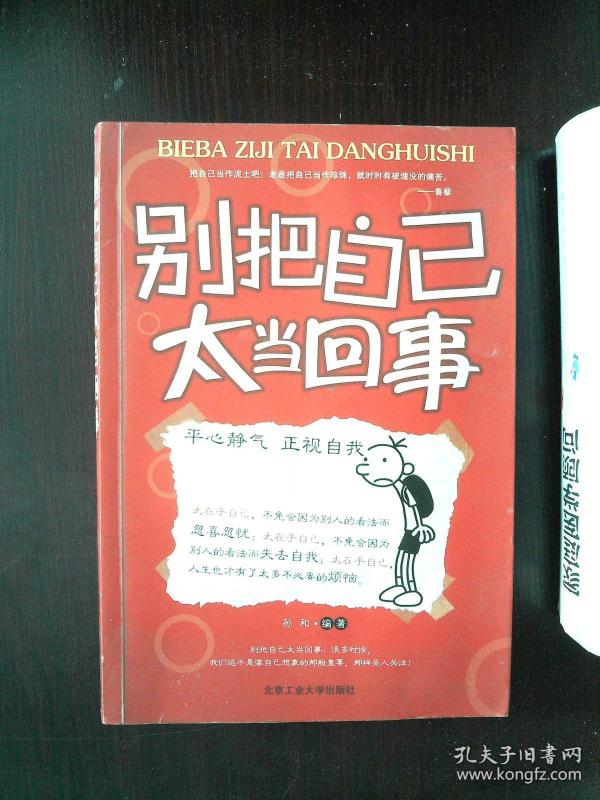 BIEBA ZIJI TAI DANGHUISHI
把自己当作泥土吧!老是把自己当作珍珠,就时时有被埋没的痛苦。
——鲁藜
别把自己
太当回事
平心静气 正视自我
太在乎自己,不免会因为别人的看法而
忽喜忽忧;太在乎自己,不免会因为
别人的看法而失去自我;太在乎自己,
人生也才有了太多不必要的烦恼。
孙 和·编著
别把自己太当回事!很多时候,
我们远不是像自己想象的那般重要,那样受人关注!
北京工业大学出版社
孔夫子旧书网
www.kongfz.com